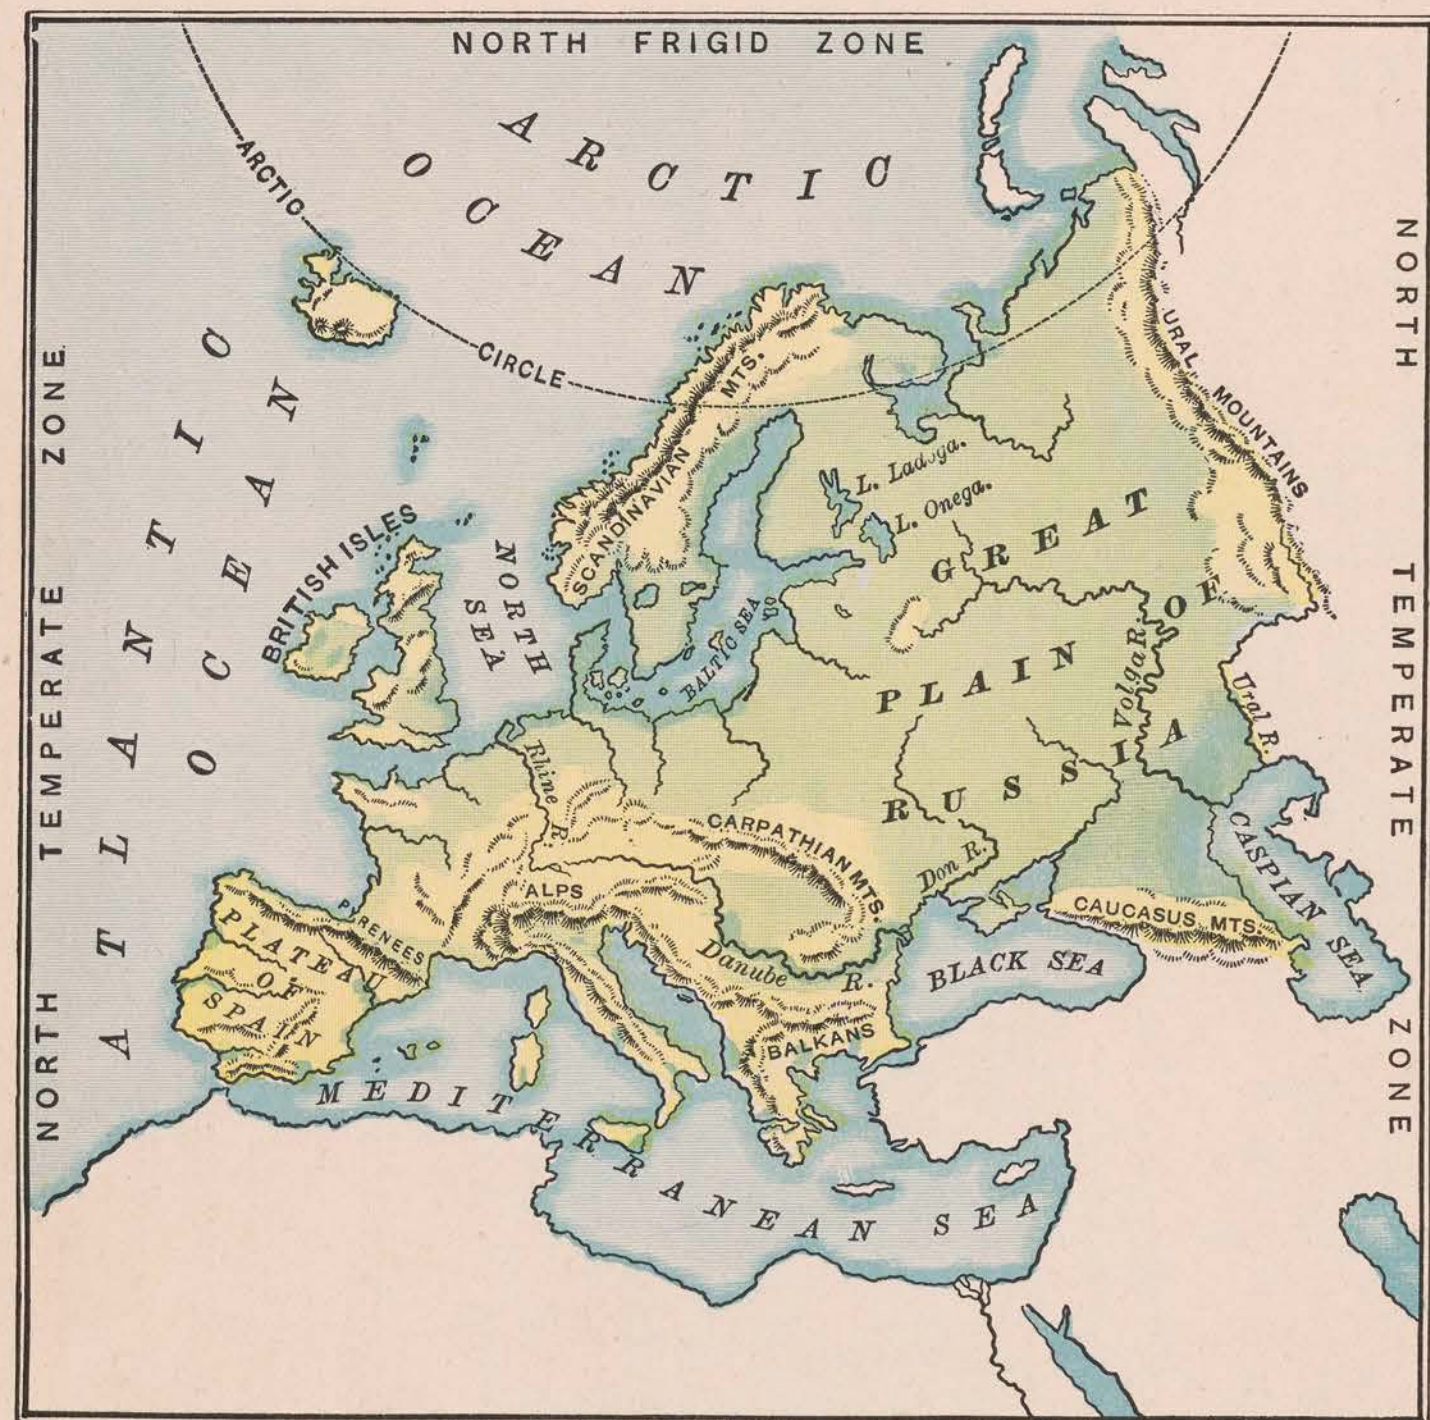 NORTH FRIGID ZONE
ARCTIC
OCEAN
ARCTIC
CIRCLE
ATLANTIC
OCEAN
NORTH TEMPERATE ZONE.
NORTH TEMPERATE ZONE
URAL MOUNTAINS
SCANDINAVIAN MTS.
L. Ladoga.
L. Onega.
BRITISH ISLES
NORTH
SEA
BALTIC SEA
GREAT
PLAIN OF
RUSSIA
Volga R.
Ural R.
Rhine R.
CARPATHIAN MTS.
Don R.
CASPIAN SEA
ALPS
PYRENEES
PLATEAU
OF
SPAIN
CAUCASUS MTS.
Danube R.
BLACK SEA
BALKANS
MEDITERRANEAN SEA